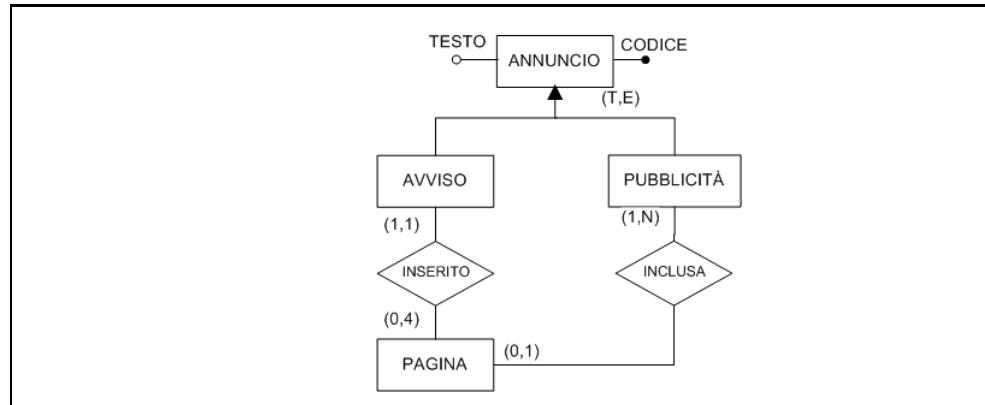 TESTO
CODICE
ANNUNCIO
(T,E)
AVVISO
PUBBLICITÀ
(1,1)
(1,N)
INSERITO
INCLUSA
(0,4)
(0,1)
PAGINA